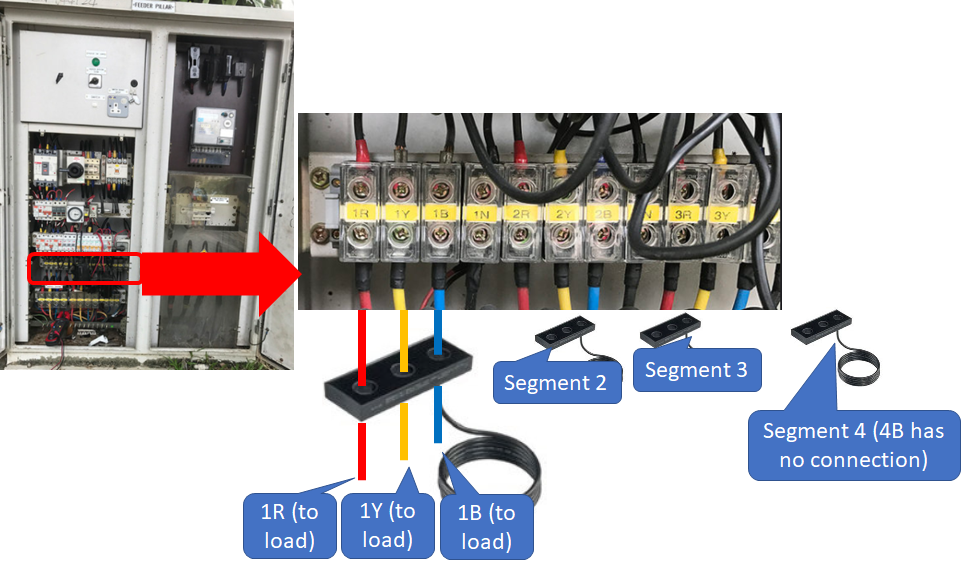 FEEDER PILLAR
1R 1Y 1B 1N 2R 2Y 2B N 3R 3Y
Segment 2
Segment 3
Segment 4 (4B has
no connection)
1R (to
load)
1Y (to
load)
1B (to
load)